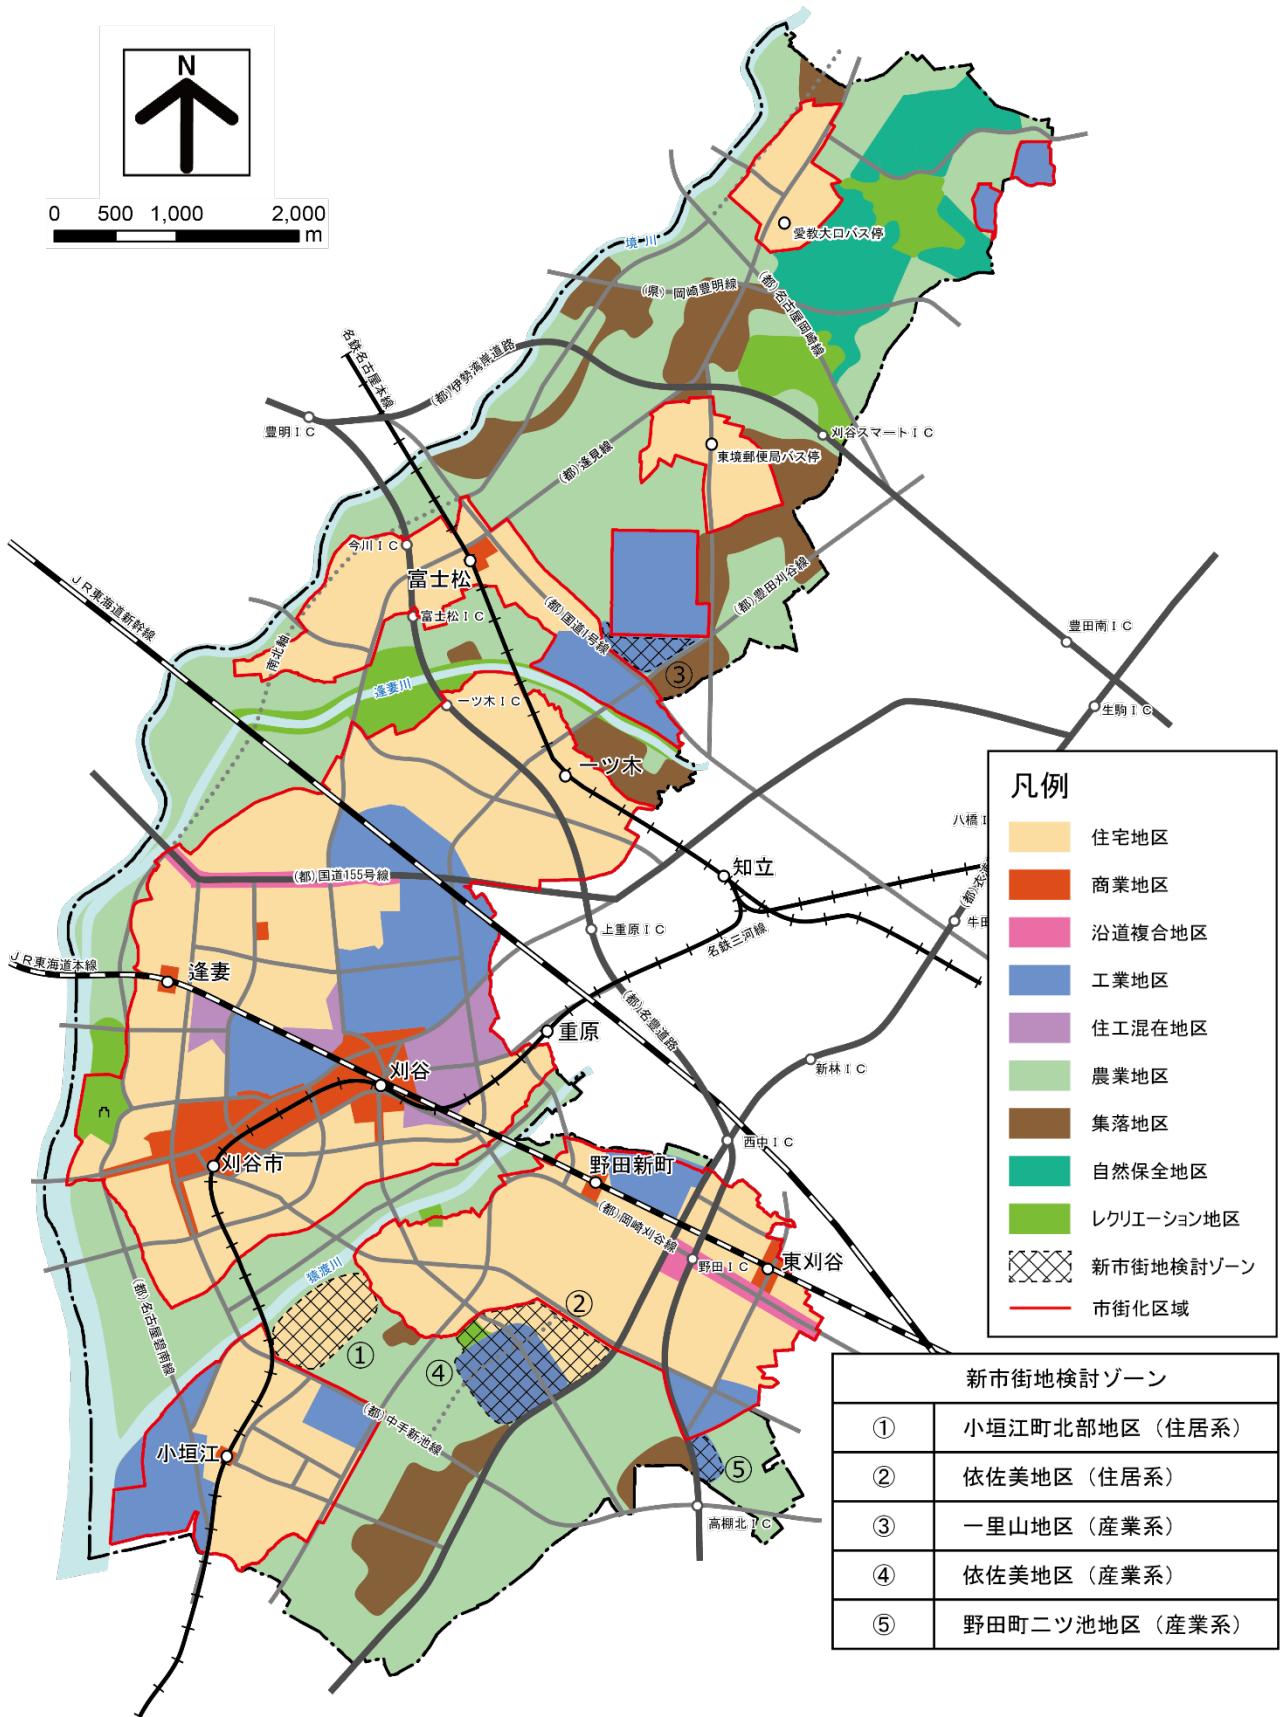 N
0 500 1,000 2,000
m
境川
愛教大口バス停
(都)名古屋岡崎線
(県) 岡崎豊明線
名鉄名古屋本線
(都)伊勢湾岸道路
豊明IC
刈谷スマートIC
東境郵便局バス停
(都)逢見線
今川IC
富士松
(都)豊田刈谷線
JR東海道新幹線
富士松IC
(都)国道1号線
豊田南IC
南北軸
③
逢妻川
一ツ木IC
生駒IC
一ツ木
凡例
住宅地区
商業地区
沿道複合地区
工業地区
住工混在地区
農業地区
集落地区
自然保全地区
レクリエーション地区
新市街地検討ゾーン
市街化区域
知立
(都)国道155号線
上重原IC
名鉄三河線
JR東海道本線
逢妻
(都)名豊道路
重原
新林IC
刈谷
西中IC
刈谷市
野田新町
(都)岡崎刈谷線
野田IC
東刈谷
猿渡川
(都)名古屋碧南線
②
①
④
(都)中手新池線
小垣江
⑤
高棚北IC
新市街地検討ゾーン
① 小垣江町北部地区(住居系)
② 依佐美地区(住居系)
③ 一里山地区(産業系)
④ 依佐美地区(産業系)
⑤ 野田町二ツ池地区(産業系)